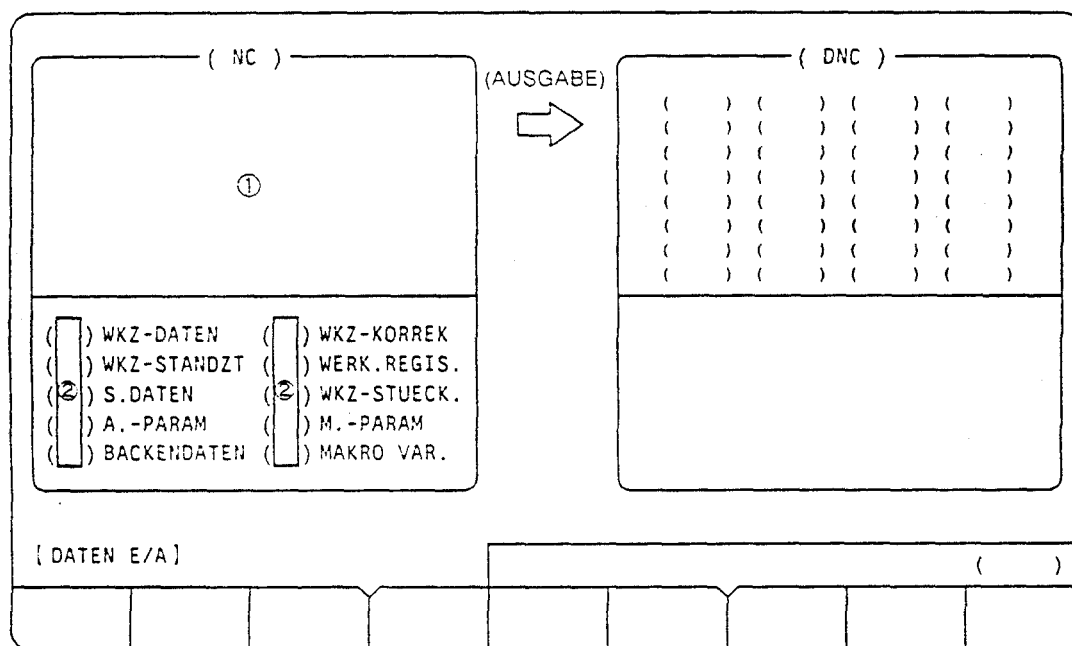 ( NC )
(AUSGABE)
( DNC )
( ) ( ) ( ) ( )
( ) ( ) ( ) ( )
( ) ( ) ( ) ( )
( ) ( ) ( ) ( )
( ) ( ) ( ) ( )
( ) ( ) ( ) ( )
( ) ( ) ( ) ( )
( ) ( ) ( ) ( )
①
( ) WKZ-DATEN ( ) WKZ-KORREK
( ) WKZ-STANDZT ( ) WERK.REGIS.
(②) S.DATEN (②) WKZ-STUECK.
( ) A.-PARAM ( ) M.-PARAM
( ) BACKENDATEN ( ) MAKRO VAR.
[DATEN E/A]
( )